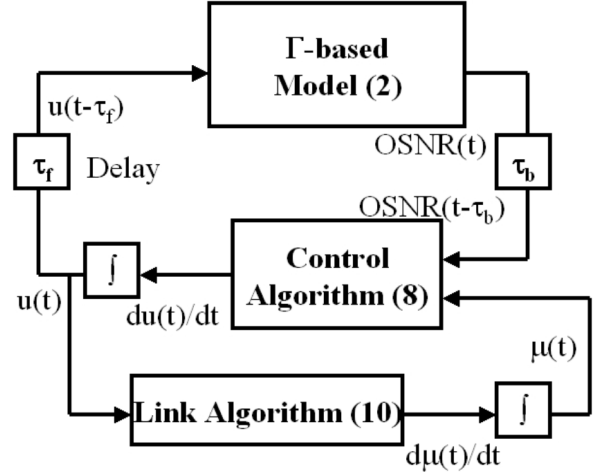 Γ-based
Model (2)
u(t-τf)
OSNR(t)
τf
Delay
τb
OSNR(t-τb)
Control
Algorithm (8)
∫
u(t)
du(t)/dt
μ(t)
Link Algorithm (10)
∫
dμ(t)/dt